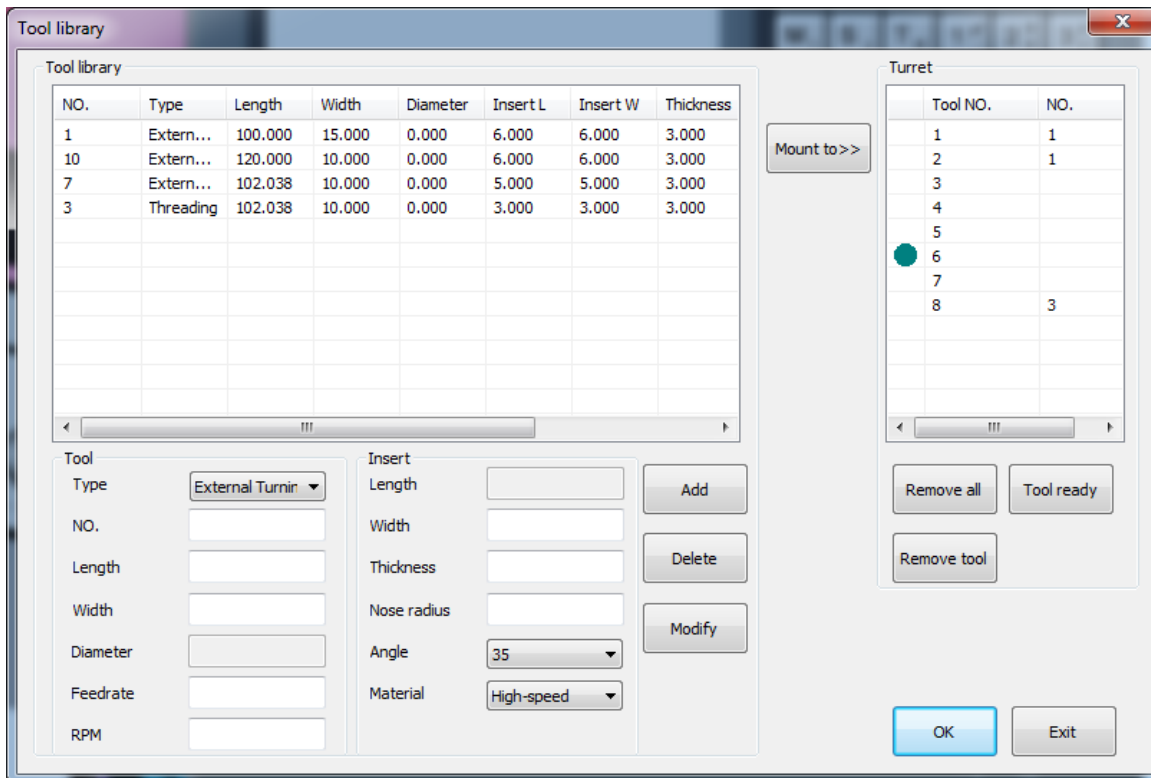 Tool library
Tool library
NO. Type Length Width Diameter Insert L Insert W Thickness
1 Extern... 100.000 15.000 0.000 6.000 6.000 3.000
10 Extern... 120.000 10.000 0.000 6.000 6.000 3.000
7 Extern... 102.038 10.000 0.000 5.000 5.000 3.000
3 Threading 102.038 10.000 0.000 3.000 3.000 3.000
Mount to>>
Turret
Tool NO. NO.
1 1
2 1
3
4
5
6
7
8 3
Tool
Type External Turnin
NO.
Length
Width
Diameter
Feedrate
RPM
Insert
Length
Width
Thickness
Nose radius
Angle 35
Material High-speed
Add
Delete
Modify
Remove all Tool ready
Remove tool
OK Exit